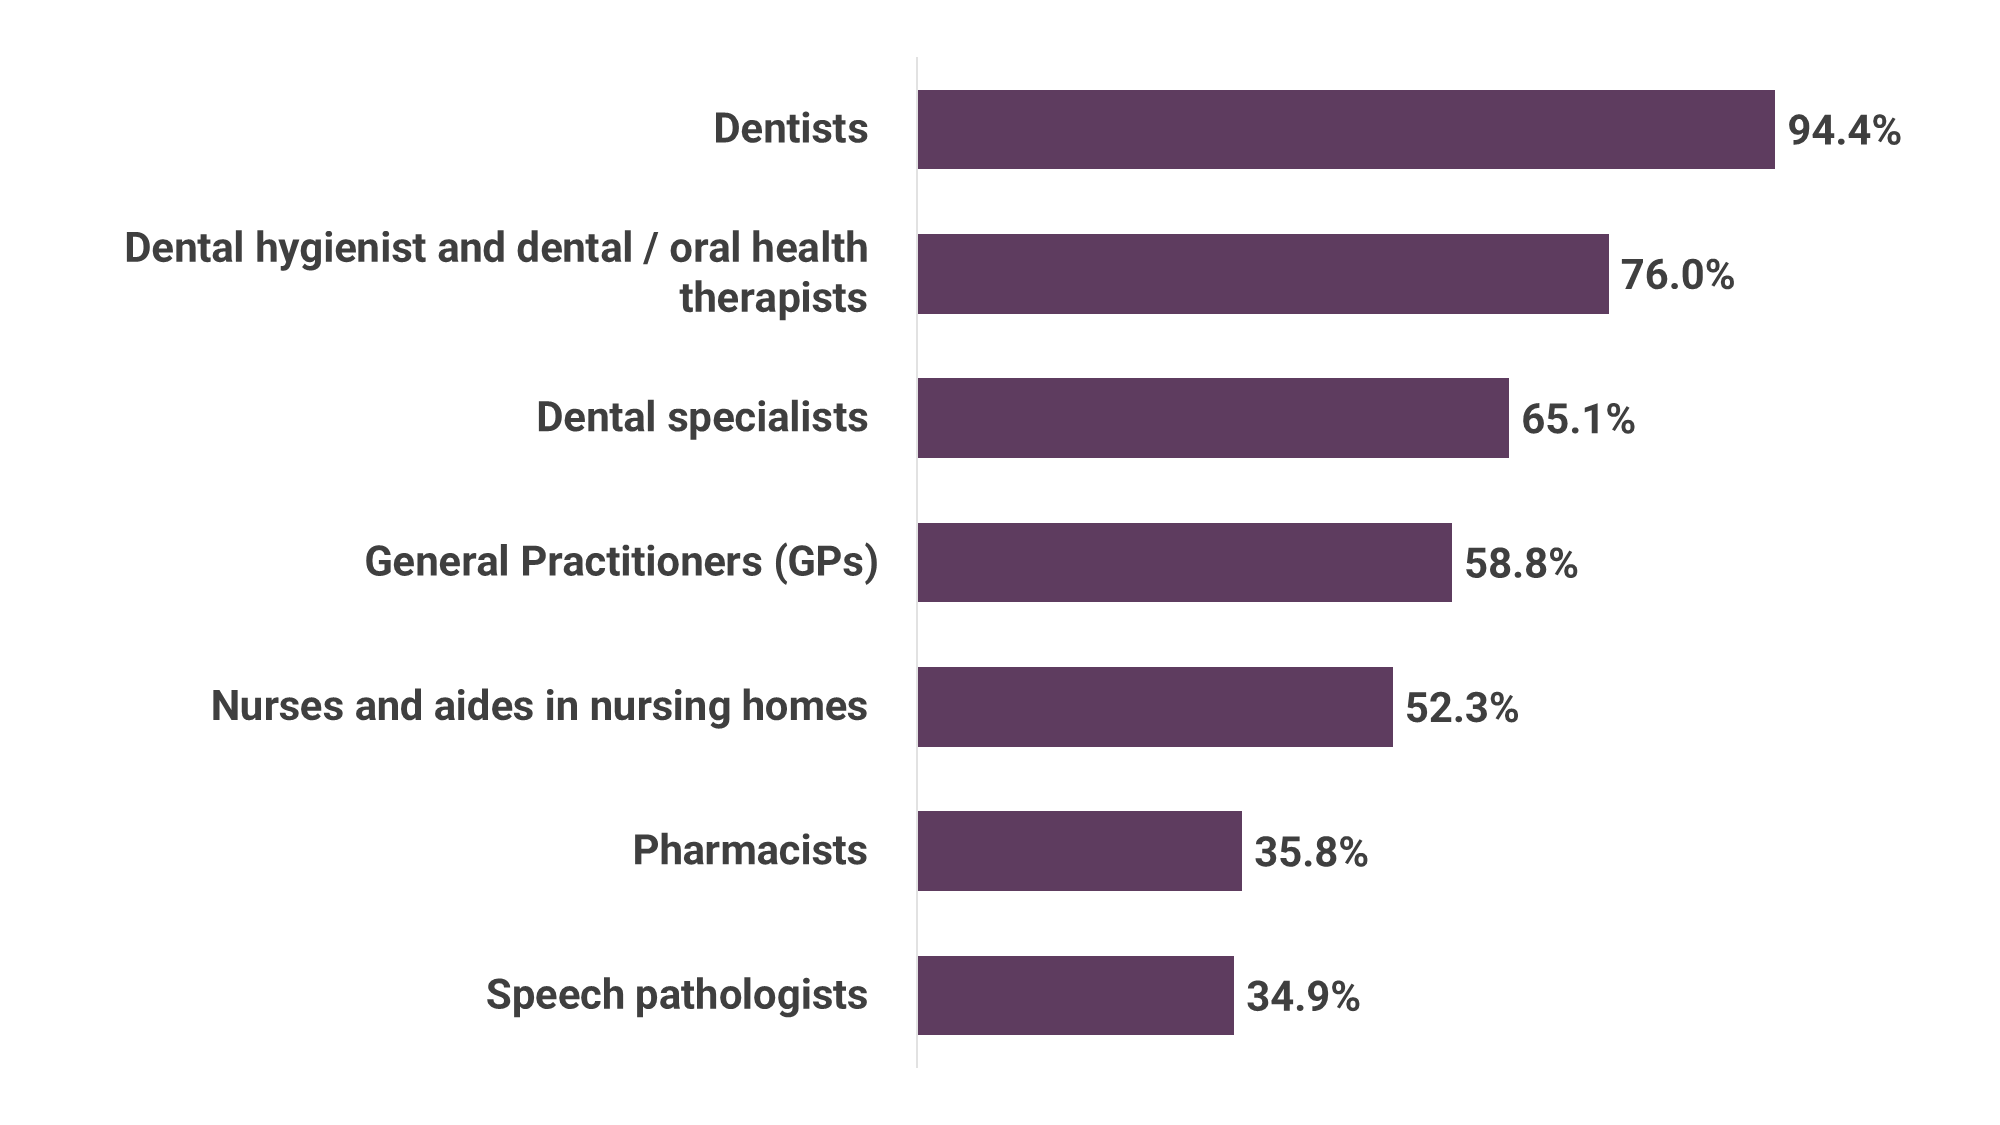 Dentists
94.4%
Dental hygienist and dental / oral health
therapists
76.0%
Dental specialists
65.1%
General Practitioners (GPs)
58.8%
Nurses and aides in nursing homes
52.3%
Pharmacists
35.8%
Speech pathologists
34.9%